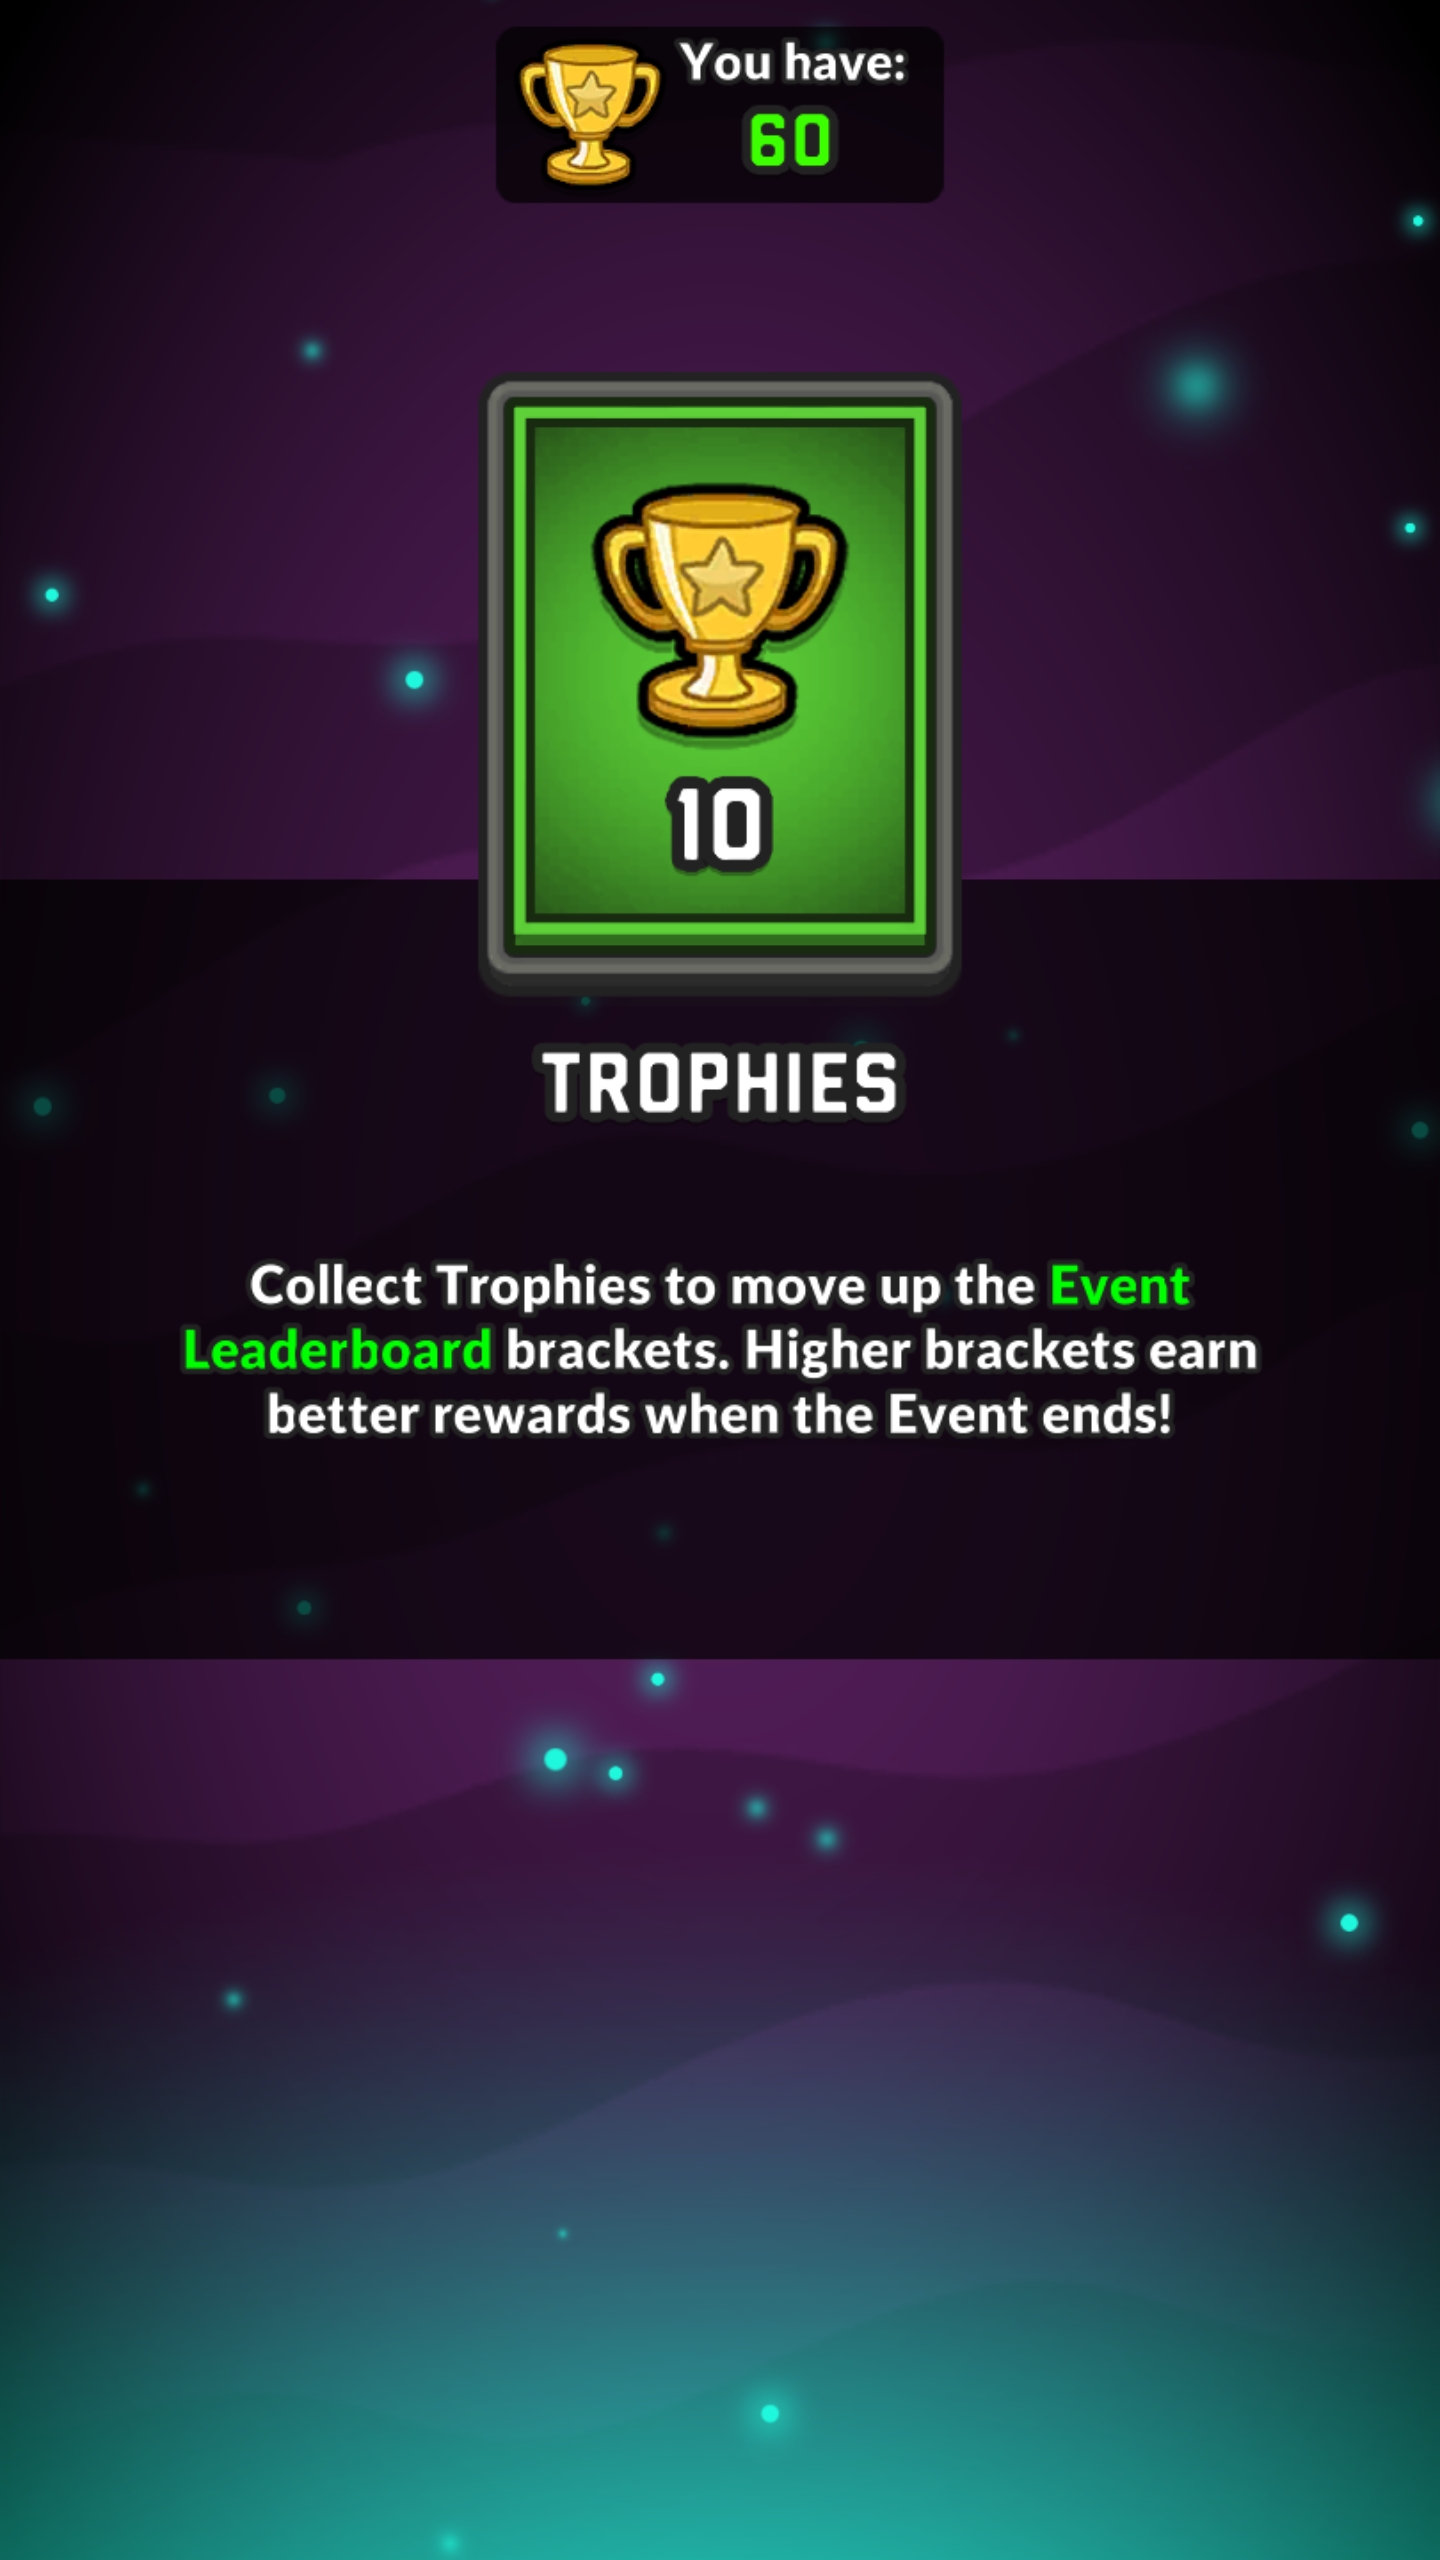 You have:
60
10
TROPHIES
Collect Trophies to move up the Event
Leaderboard brackets. Higher brackets earn
better rewards when the Event ends!